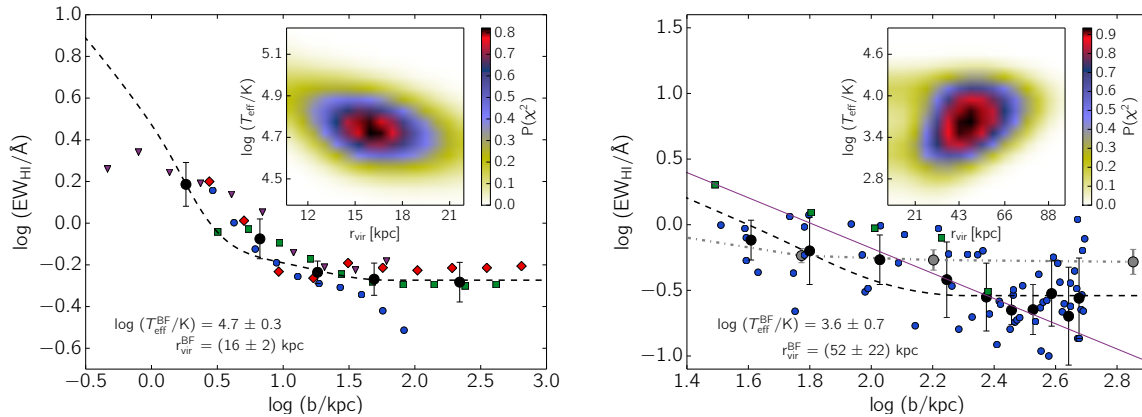 1.0
0.8
0.6
0.4
0.2
0.0
−0.2
−0.4
−0.6
log (EW_HI/Å)
−0.5 0.0 0.5 1.0 1.5 2.0 2.5 3.0
log (b/kpc)
log (T_eff^BF/K) = 4.7 ± 0.3
r_vir^BF = (16 ± 2) kpc
5.1
4.9
4.7
4.5
log (T_eff/K)
12 15 18 21
r_vir [kpc]
0.8
0.7
0.6
0.5
0.4
0.3
0.2
0.1
0.0
P(χ²)
1.5
1.0
0.5
0.0
−0.5
−1.0
log (EW_HI/Å)
1.4 1.6 1.8 2.0 2.2 2.4 2.6 2.8
log (b/kpc)
log (T_eff^BF/K) = 3.6 ± 0.7
r_vir^BF = (52 ± 22) kpc
4.6
4.0
3.4
2.8
log (T_eff/K)
21 43 66 88
r_vir [kpc]
0.9
0.8
0.7
0.6
0.5
0.4
0.3
0.2
0.1
0.0
P(χ²)